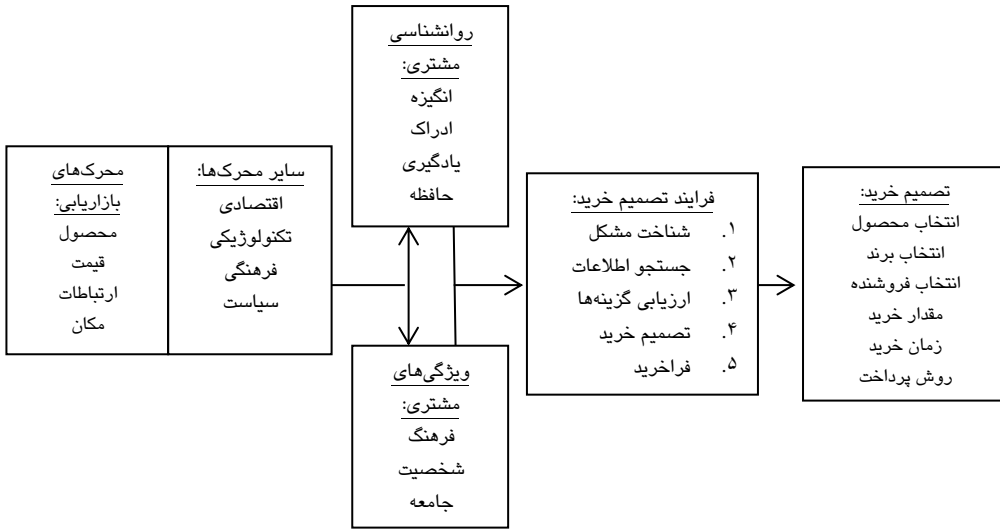 محرک‌های
بازاریابی:
محصول
قیمت
ارتباطات
مکان
سایر محرک‌ها:
اقتصادی
تکنولوژیکی
فرهنگی
سیاست
روانشناسی
مشتری:
انگیزه
ادراک
یادگیری
حافظه
ویژگی‌های
مشتری:
فرهنگ
شخصیت
جامعه
فرایند تصمیم خرید:
۱. شناخت مشکل
۲. جستجو اطلاعات
۳. ارزیابی گزینه‌ها
۴. تصمیم خرید
۵. فراخرید
تصمیم خرید:
انتخاب محصول
انتخاب برند
انتخاب فروشنده
مقدار خرید
زمان خرید
روش پرداخت